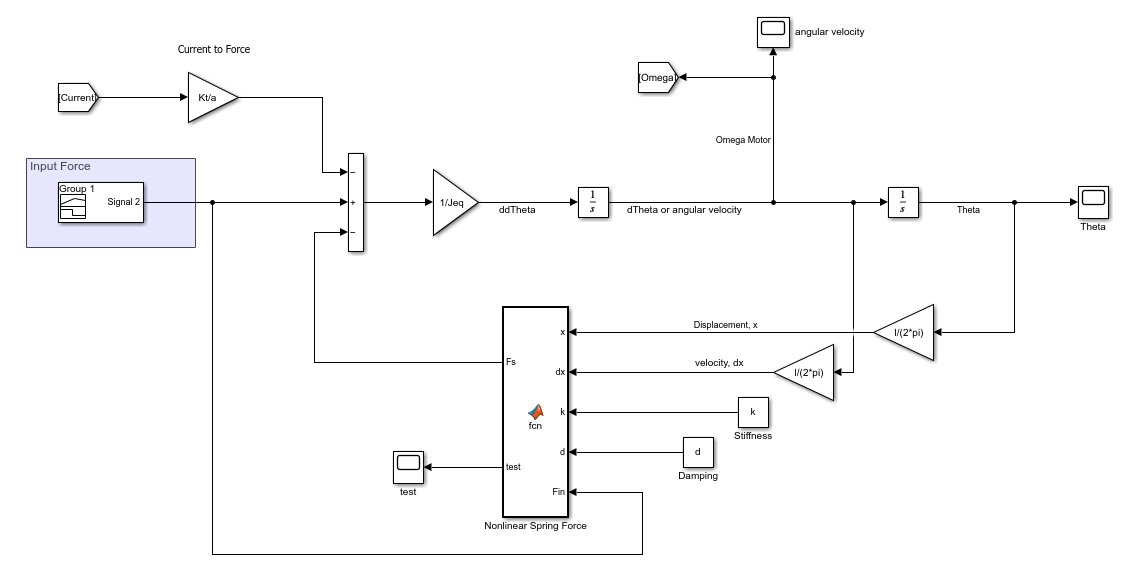 angular velocity
Current to Force
[Omega]
[Current]
Kt/a
Omega Motor
Input Force
Group 1
Signal 2
−
+
−
1/Jeq
ddTheta
1
s
dTheta or angular velocity
1
s
Theta
Theta
x
Displacement, x
l/(2*pi)
Fs
dx
velocity, dx
l/(2*pi)
k
k
Stiffness
fcn
d
d
Damping
test
test
Fin
Nonlinear Spring Force